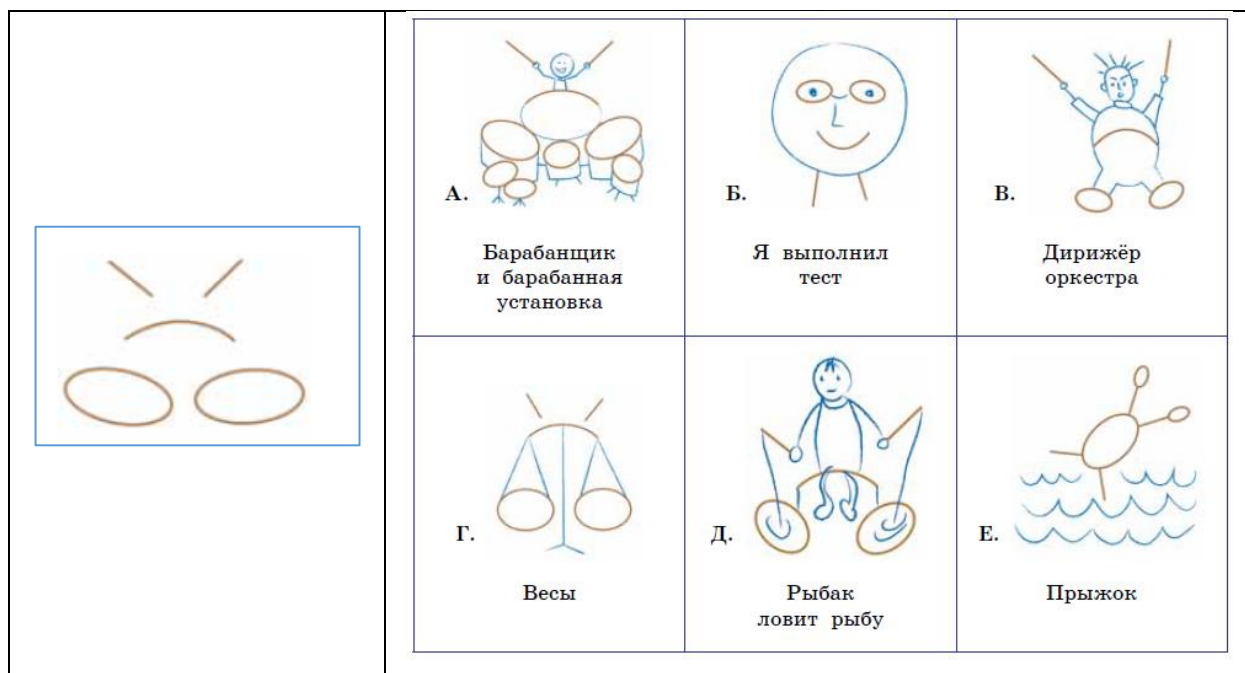 А.
Барабанщик
и барабанная
установка
Б.
Я выполнил
тест
В.
Дирижёр
оркестра
Г.
Весы
Д.
Рыбак
ловит рыбу
Е.
Прыжок